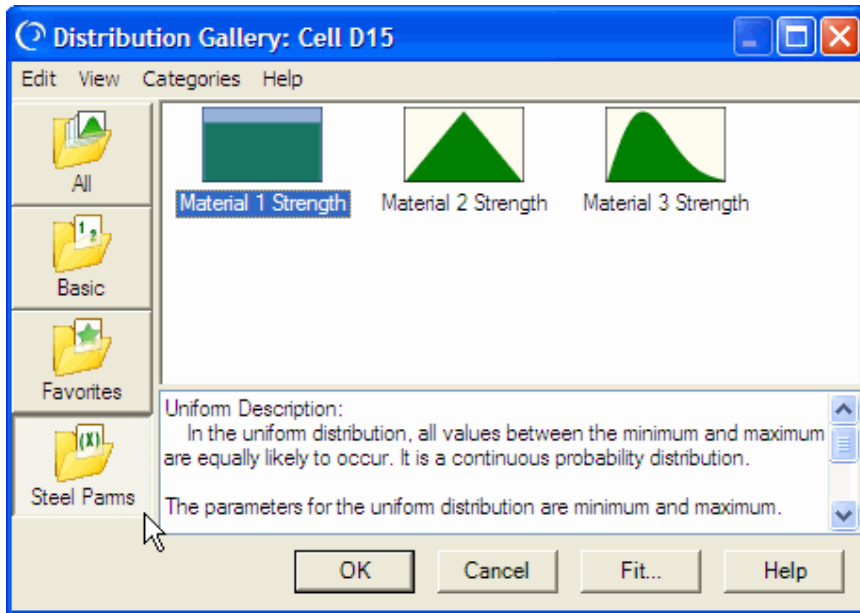 Distribution Gallery: Cell D15
Edit View Categories Help
All
Basic
Favorites
Steel Parms
Material 1 Strength Material 2 Strength Material 3 Strength
Uniform Description:
In the uniform distribution, all values between the minimum and maximum
are equally likely to occur. It is a continuous probability distribution.
The parameters for the uniform distribution are minimum and maximum.
OK Cancel Fit... Help